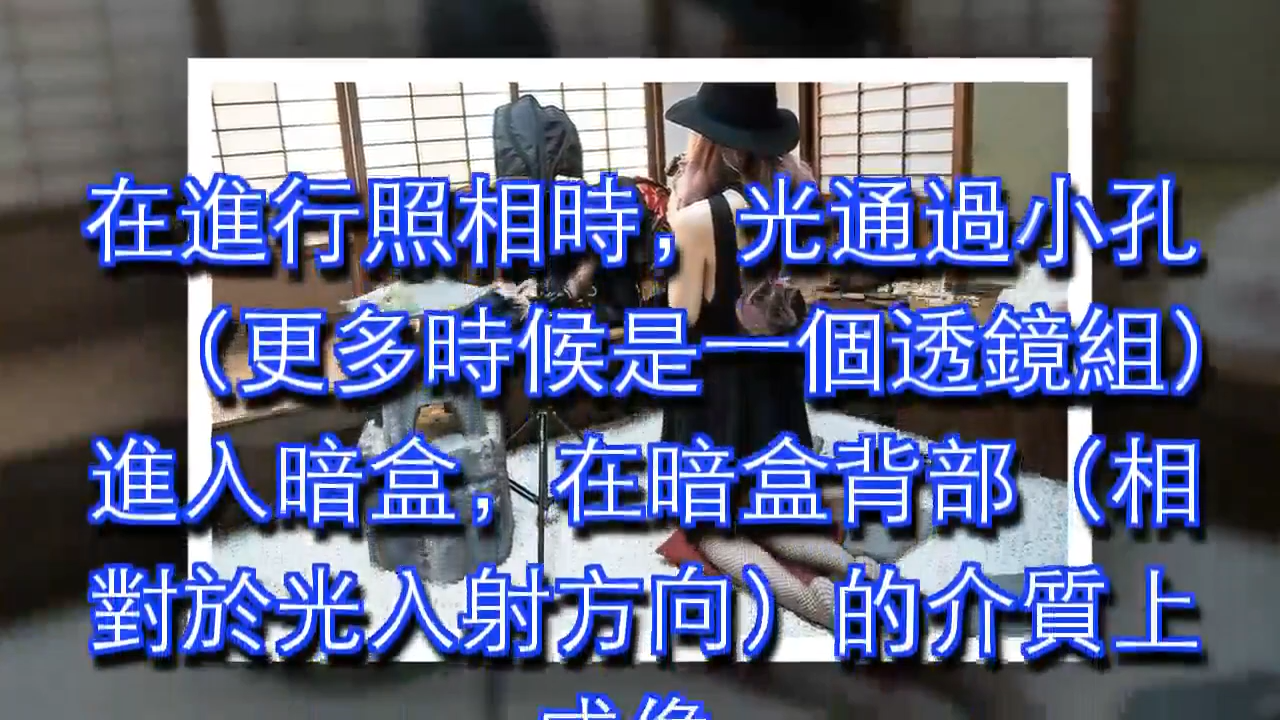 在進行照相時，光通過小孔
（更多時候是一個透鏡組）
進入暗盒，在暗盒背部（相
對於光入射方向）的介質上
成像